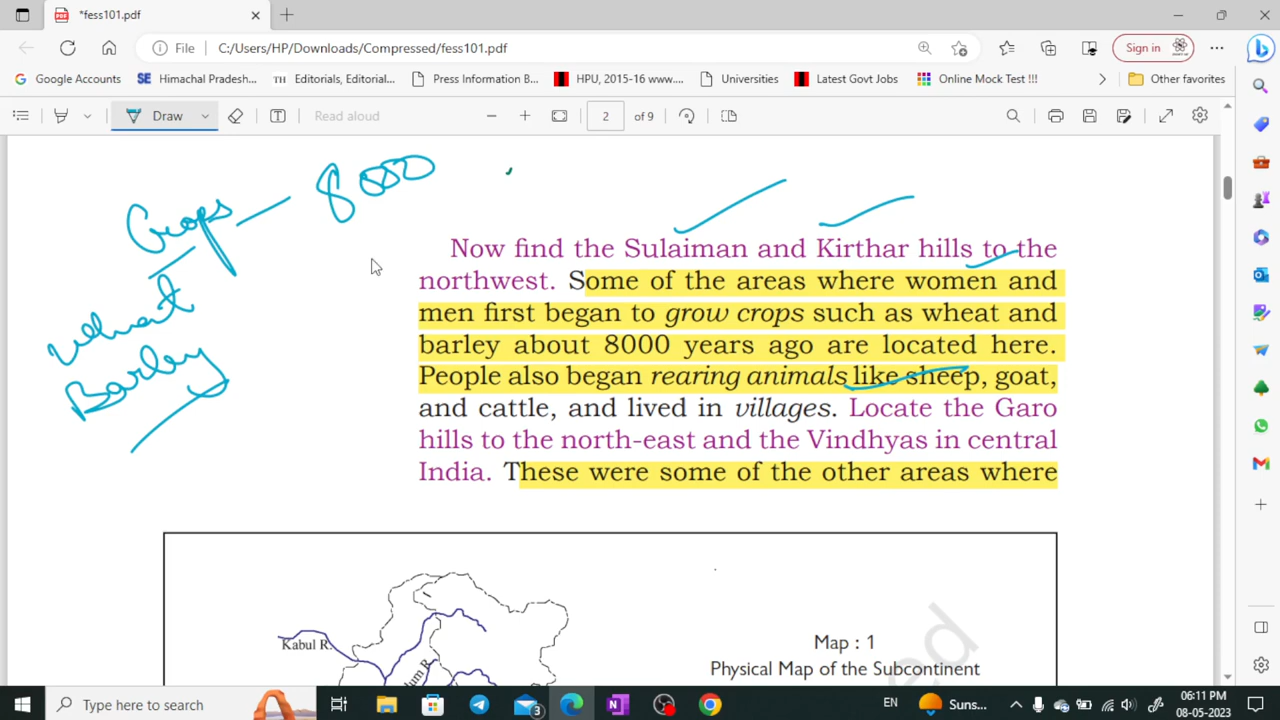 *fess101.pdf
File C:/Users/HP/Downloads/Compressed/fess101.pdf
Sign in
Google Accounts SE Himachal Pradesh... TH Editorials, Editorial... Press Information B... HPU, 2015-16 www.... Universities Latest Govt Jobs Online Mock Test !!! Other favorites
Draw Read aloud 2 of 9
Crops — 8000
Wheat
Barley
Now find the Sulaiman and Kirthar hills to the
northwest. Some of the areas where women and
men first began to grow crops such as wheat and
barley about 8000 years ago are located here.
People also began rearing animals like sheep, goat,
and cattle, and lived in villages. Locate the Garo
hills to the north-east and the Vindhyas in central
India. These were some of the other areas where
Kabul R.
Map : 1
Physical Map of the Subcontinent
Type here to search
3
Suns...
EN
06:11 PM
08-05-2023